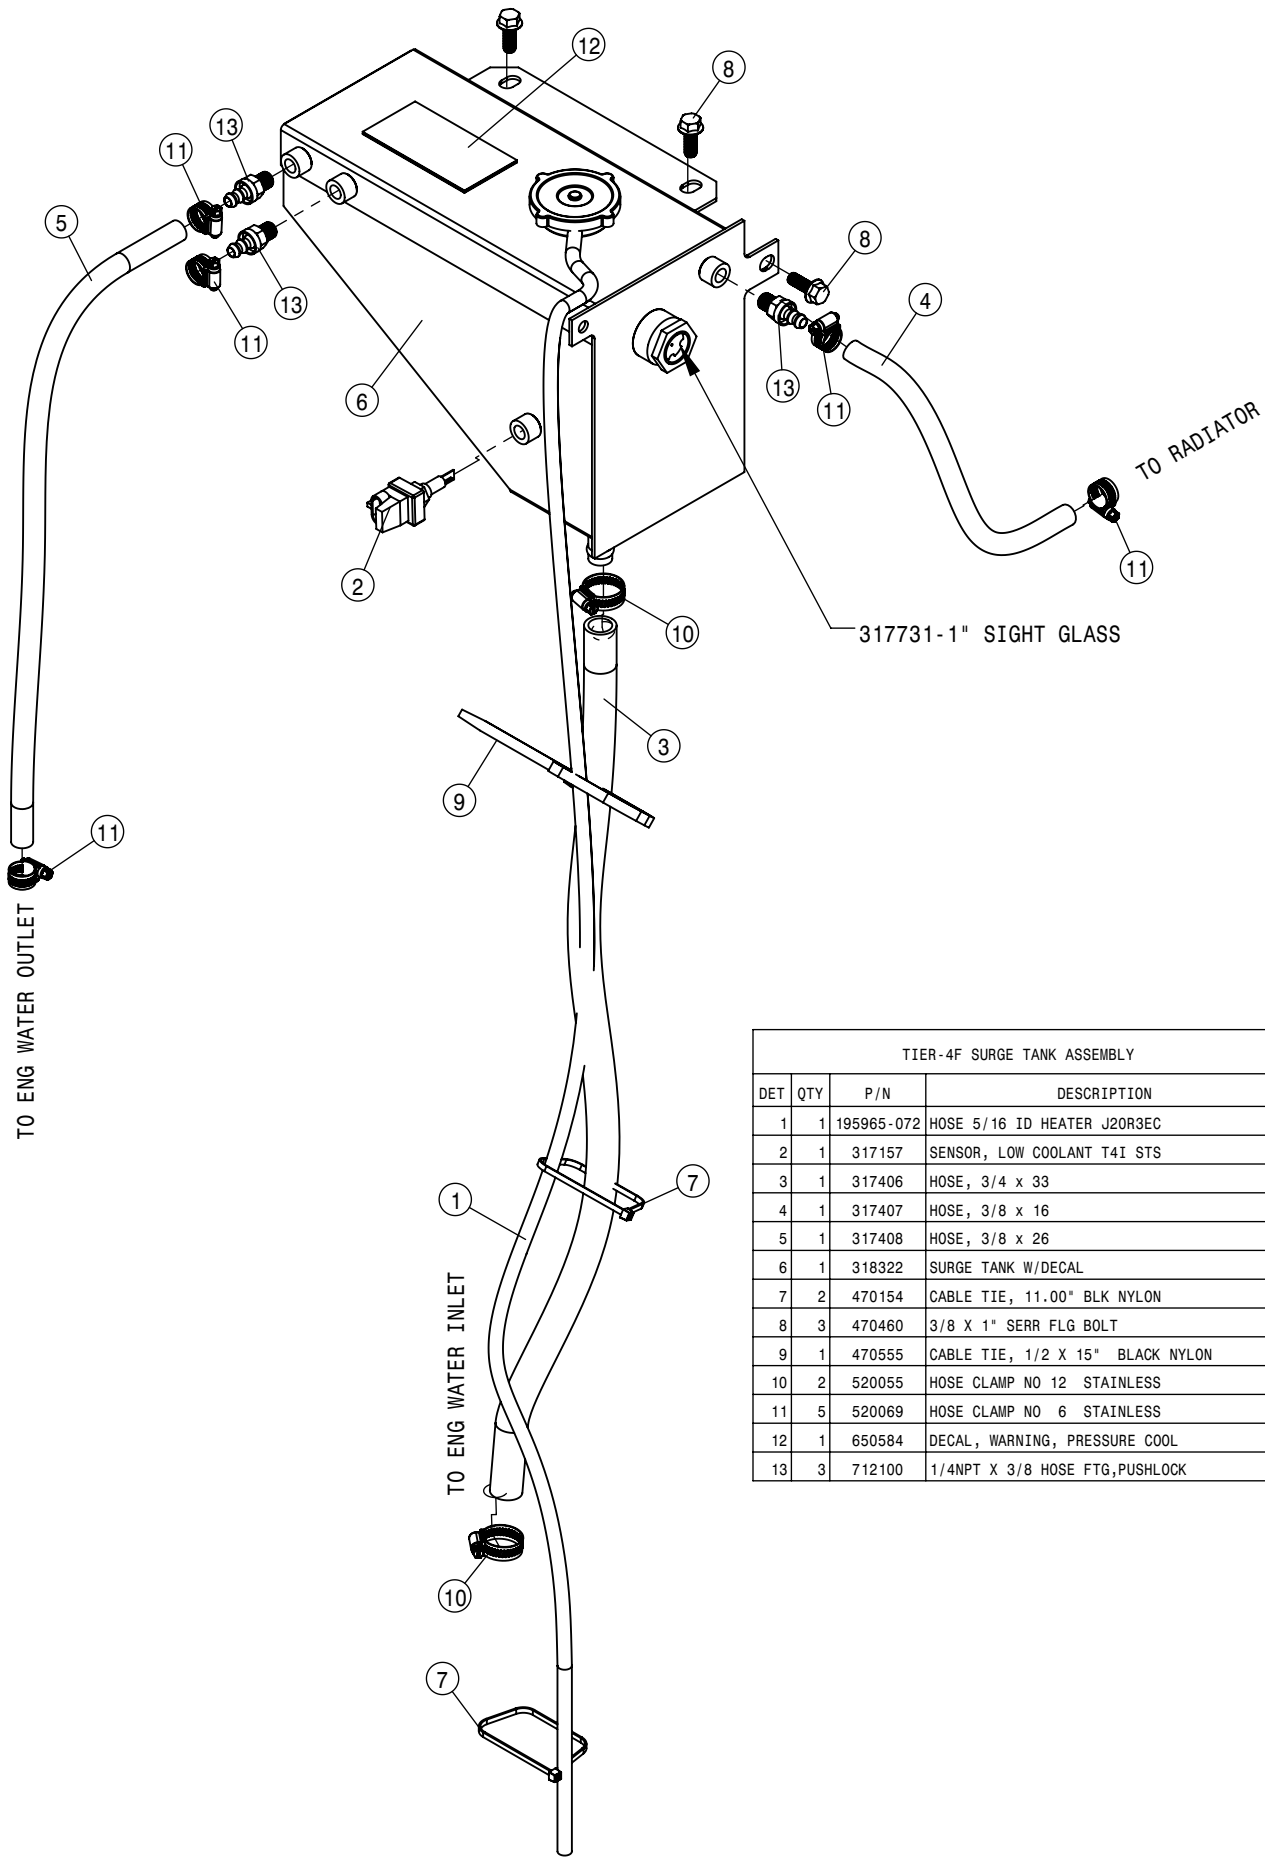 12
8
13
11
5
8
4
13
11
6
13
11
TO RADIATOR
2
11
10
317731-1" SIGHT GLASS
3
9
11
TO ENG WATER OUTLET
7
1
TO ENG WATER INLET
10
7
TIER-4F SURGE TANK ASSEMBLY
DET QTY P/N DESCRIPTION
1 1 195965-072 HOSE 5/16 ID HEATER J20R3EC
2 1 317157 SENSOR, LOW COOLANT T4I STS
3 1 317406 HOSE, 3/4 x 33
4 1 317407 HOSE, 3/8 x 16
5 1 317408 HOSE, 3/8 x 26
6 1 318322 SURGE TANK W/DECAL
7 2 470154 CABLE TIE, 11.00" BLK NYLON
8 3 470460 3/8 X 1" SERR FLG BOLT
9 1 470555 CABLE TIE, 1/2 X 15" BLACK NYLON
10 2 520055 HOSE CLAMP NO 12 STAINLESS
11 5 520069 HOSE CLAMP NO 6 STAINLESS
12 1 650584 DECAL, WARNING, PRESSURE COOL
13 3 712100 1/4NPT X 3/8 HOSE FTG,PUSHLOCK
13
11